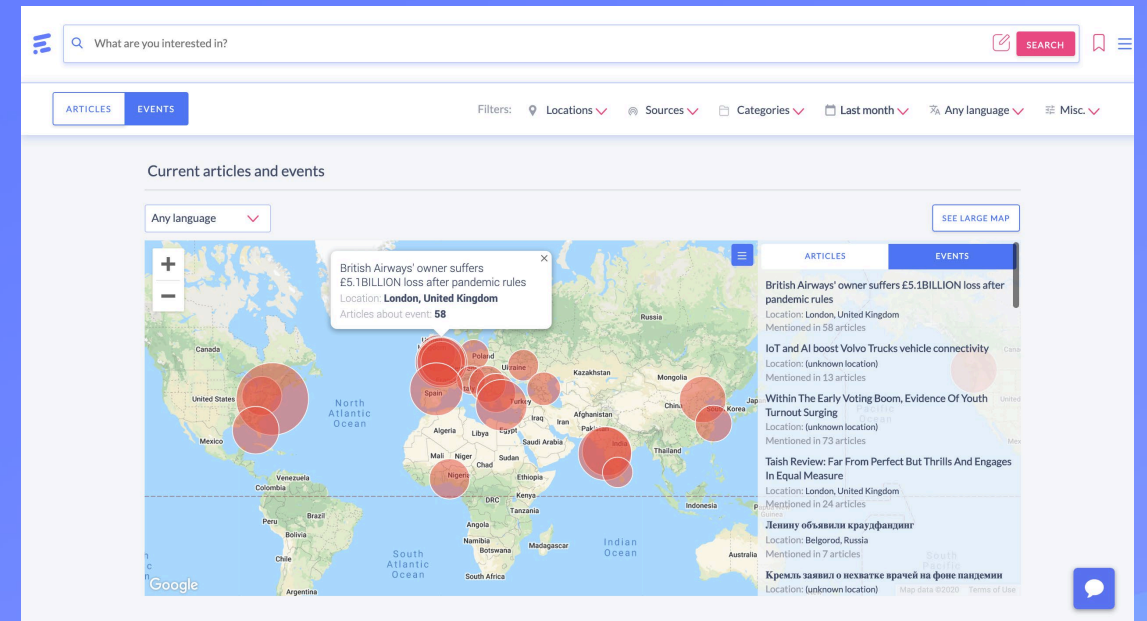 What are you interested in?
SEARCH
ARTICLES
EVENTS
Filters:
Locations
Sources
Categories
Last month
Any language
Misc.
Current articles and events
Any language
SEE LARGE MAP
British Airways' owner suffers
£5.1BILLION loss after pandemic rules
Location: London, United Kingdom
Articles about event: 58
Canada
United States
Mexico
Venezuela
Colombia
Peru
Brazil
Bolivia
Chile
Argentina
North
Atlantic
Ocean
South
Atlantic
Ocean
Poland
Ukraine
Spain
Italy
Turkey
Russia
Kazakhstan
Mongolia
China
South Korea
Jap
Iraq
Iran
Afghanistan
Pakistan
India
Thailand
Algeria
Libya
Egypt
Saudi Arabia
Mali
Niger
Chad
Sudan
Nigeria
Ethiopia
DRC
Kenya
Tanzania
Angola
Namibia
Botswana
Madagascar
South Africa
Indian
Ocean
Indonesia
Australia
Google
ARTICLES
EVENTS
British Airways' owner suffers £5.1BILLION loss after
pandemic rules
Location: London, United Kingdom
Mentioned in 58 articles
IoT and AI boost Volvo Trucks vehicle connectivity
Location: (unknown location)
Mentioned in 13 articles
Within The Early Voting Boom, Evidence Of Youth
Turnout Surging
Location: (unknown location)
Mentioned in 73 articles
Taish Review: Far From Perfect But Thrills And Engages
In Equal Measure
Location: London, United Kingdom
Mentioned in 24 articles
Ленину объявили краудфандинг
Location: Belgorod, Russia
Mentioned in 7 articles
Кремль заявил о нехватке врачей на фоне пандемии
Location: (unknown location)
Map data ©2020
Terms of Use